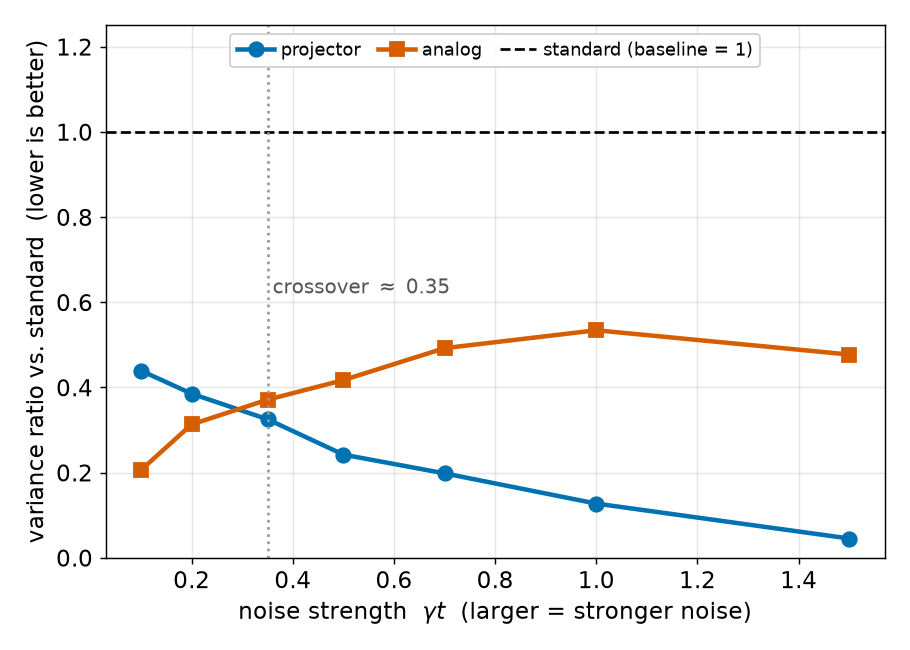 projector
analog
standard (baseline = 1)
variance ratio vs. standard (lower is better)
1.2
1.0
0.8
0.6
0.4
0.2
0.0
crossover ≈ 0.35
0.2
0.4
0.6
0.8
1.0
1.2
1.4
noise strength γt (larger = stronger noise)